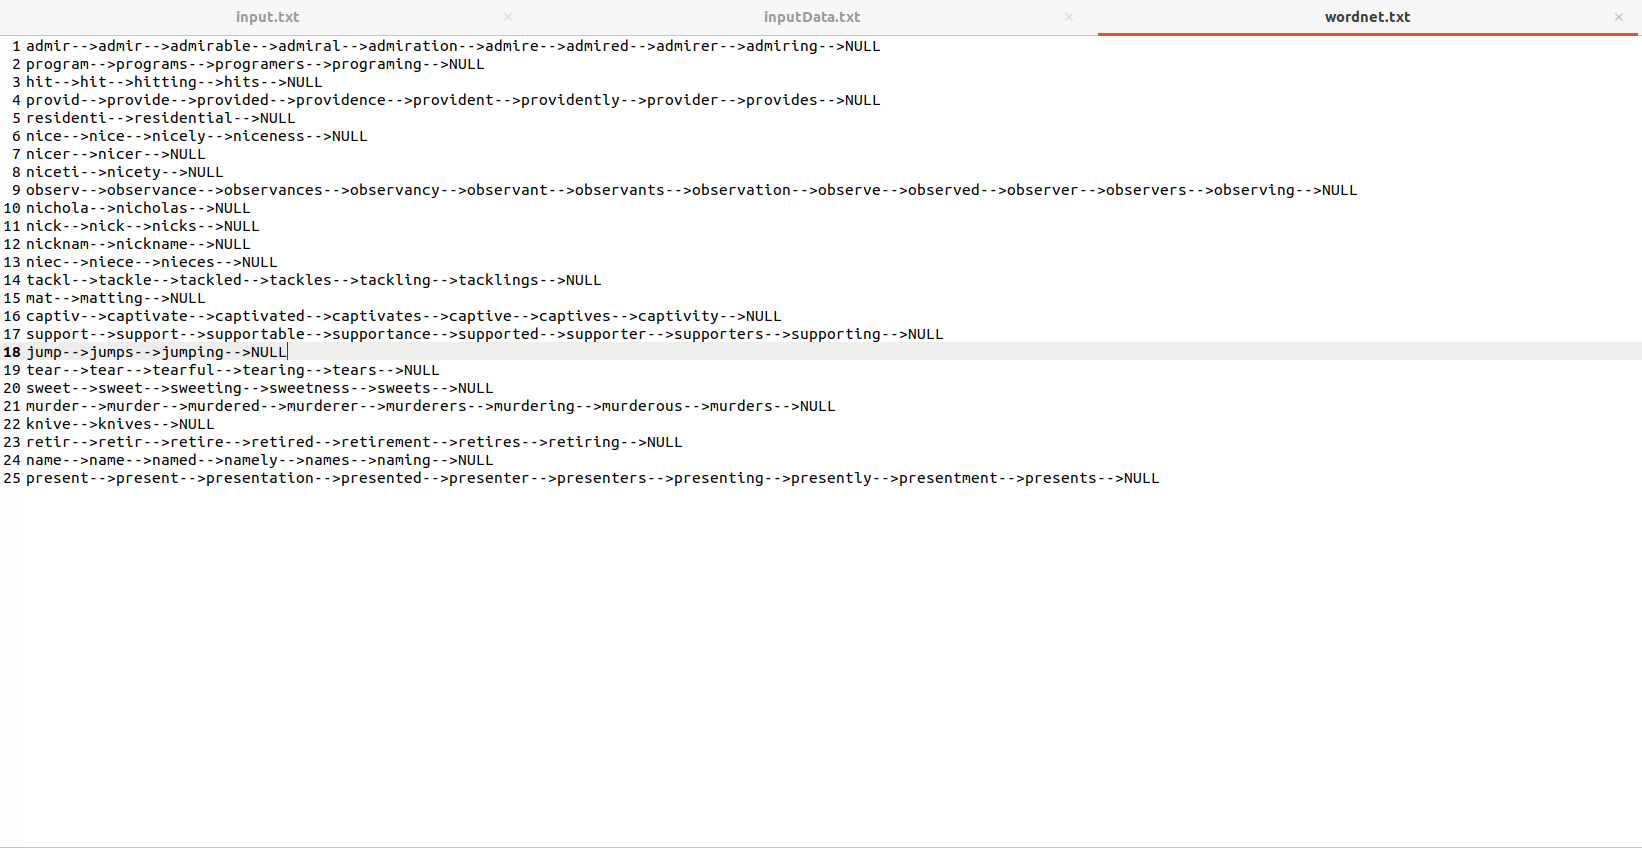 input.txt × inputData.txt × wordnet.txt ×
1 admir-->admir-->admirable-->admiral-->admiration-->admire-->admired-->admirer-->admiring-->NULL
2 program-->programs-->programers-->programing-->NULL
3 hit-->hit-->hitting-->hits-->NULL
4 provid-->provide-->provided-->providence-->provident-->providently-->provider-->provides-->NULL
5 residenti-->residential-->NULL
6 nice-->nice-->nicely-->niceness-->NULL
7 nicer-->nicer-->NULL
8 niceti-->nicety-->NULL
9 observ-->observance-->observances-->observancy-->observant-->observants-->observation-->observe-->observed-->observer-->observers-->observing-->NULL
10 nichola-->nicholas-->NULL
11 nick-->nick-->nicks-->NULL
12 nicknam-->nickname-->NULL
13 niec-->niece-->nieces-->NULL
14 tackl-->tackle-->tackled-->tackles-->tackling-->tacklings-->NULL
15 mat-->matting-->NULL
16 captiv-->captivate-->captivated-->captivates-->captive-->captives-->captivity-->NULL
17 support-->support-->supportable-->supportance-->supported-->supporter-->supporters-->supporting-->NULL
18 jump-->jumps-->jumping-->NULL
19 tear-->tear-->tearful-->tearing-->tears-->NULL
20 sweet-->sweet-->sweeting-->sweetness-->sweets-->NULL
21 murder-->murder-->murdered-->murderer-->murderers-->murdering-->murderous-->murders-->NULL
22 knive-->knives-->NULL
23 retir-->retir-->retire-->retired-->retirement-->retires-->retiring-->NULL
24 name-->name-->named-->namely-->names-->naming-->NULL
25 present-->present-->presentation-->presented-->presenter-->presenters-->presenting-->presently-->presentment-->presents-->NULL